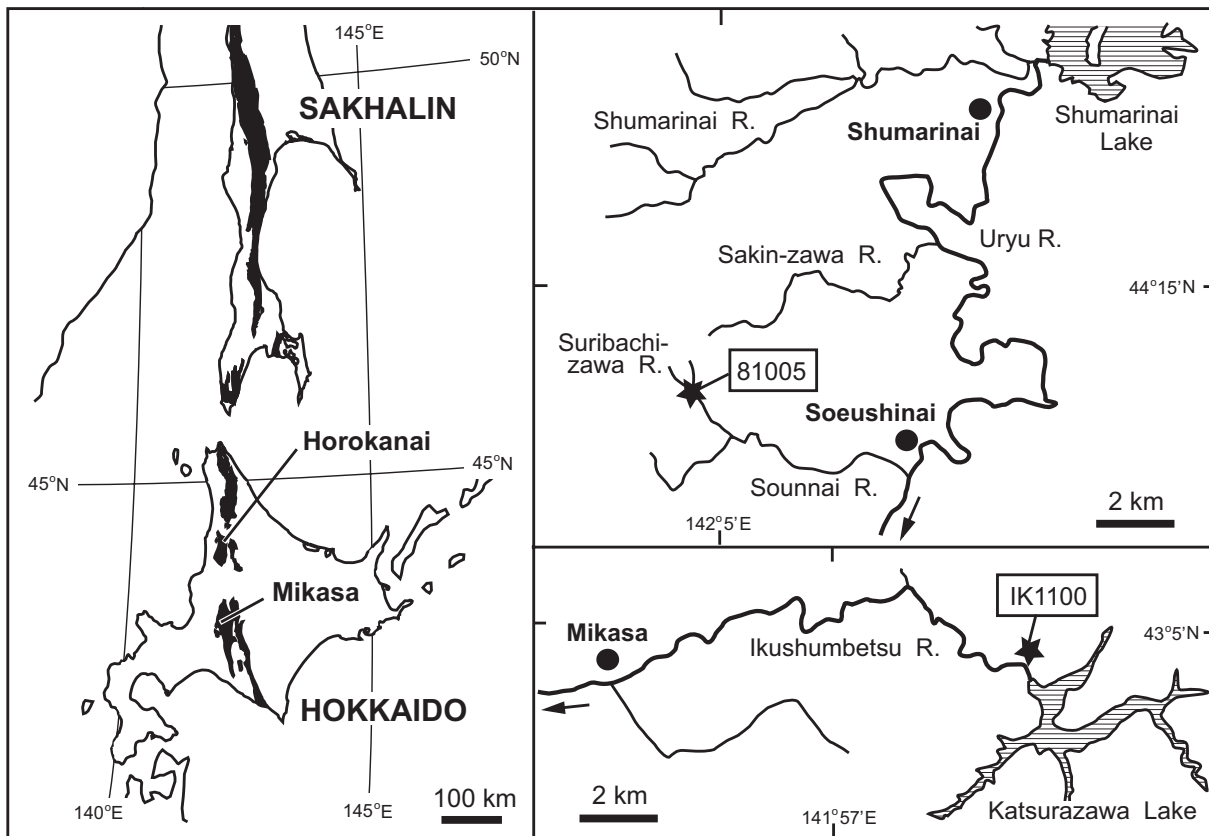 145°E
50°N
SAKHALIN
Horokanai
45°N
45°N
Mikasa
HOKKAIDO
140°E
145°E
100 km
Shumarinai R.
Shumarinai
Shumarinai
Lake
Uryu R.
Sakin-zawa R.
44°15'N
Suribachi-
zawa R.
81005
Soeushinai
Sounnai R.
2 km
142°5'E
IK1100
Mikasa
Ikushumbetsu R.
43°5'N
2 km
Katsurazawa Lake
141°57'E